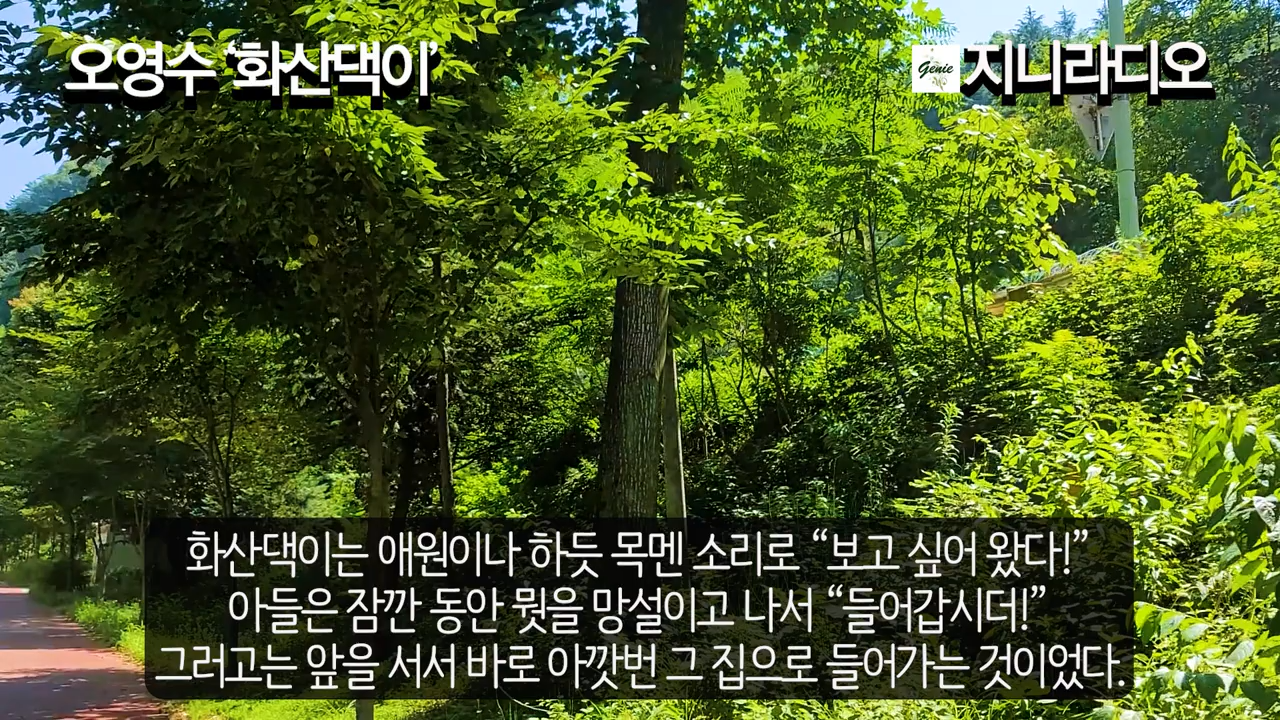 오영수 ‘화산댁이’
Genie 지니라디오
화산댁이는 애원이나 하듯 목멘 소리로 “보고 싶어 왔다!”
아들은 잠깐 동안 뭣을 망설이고 나서 “들어갑시더!”
그러고는 앞을 서서 바로 아깟번 그 집으로 들어가는 것이었다.